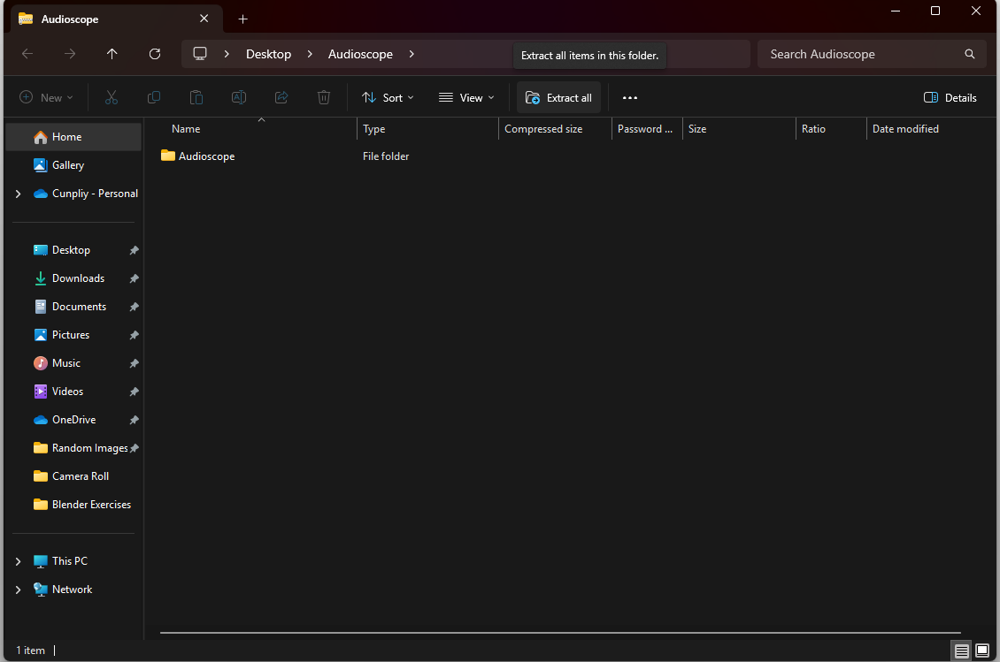 Audioscope
Desktop Audioscope Extract all items in this folder. Search Audioscope
New Sort View Extract all Details
Name Type Compressed size Password ... Size Ratio Date modified
Audioscope File folder
Home
Gallery
Cunpliy - Personal
Desktop
Downloads
Documents
Pictures
Music
Videos
OneDrive
Random Images
Camera Roll
Blender Exercises
This PC
Network
1 item